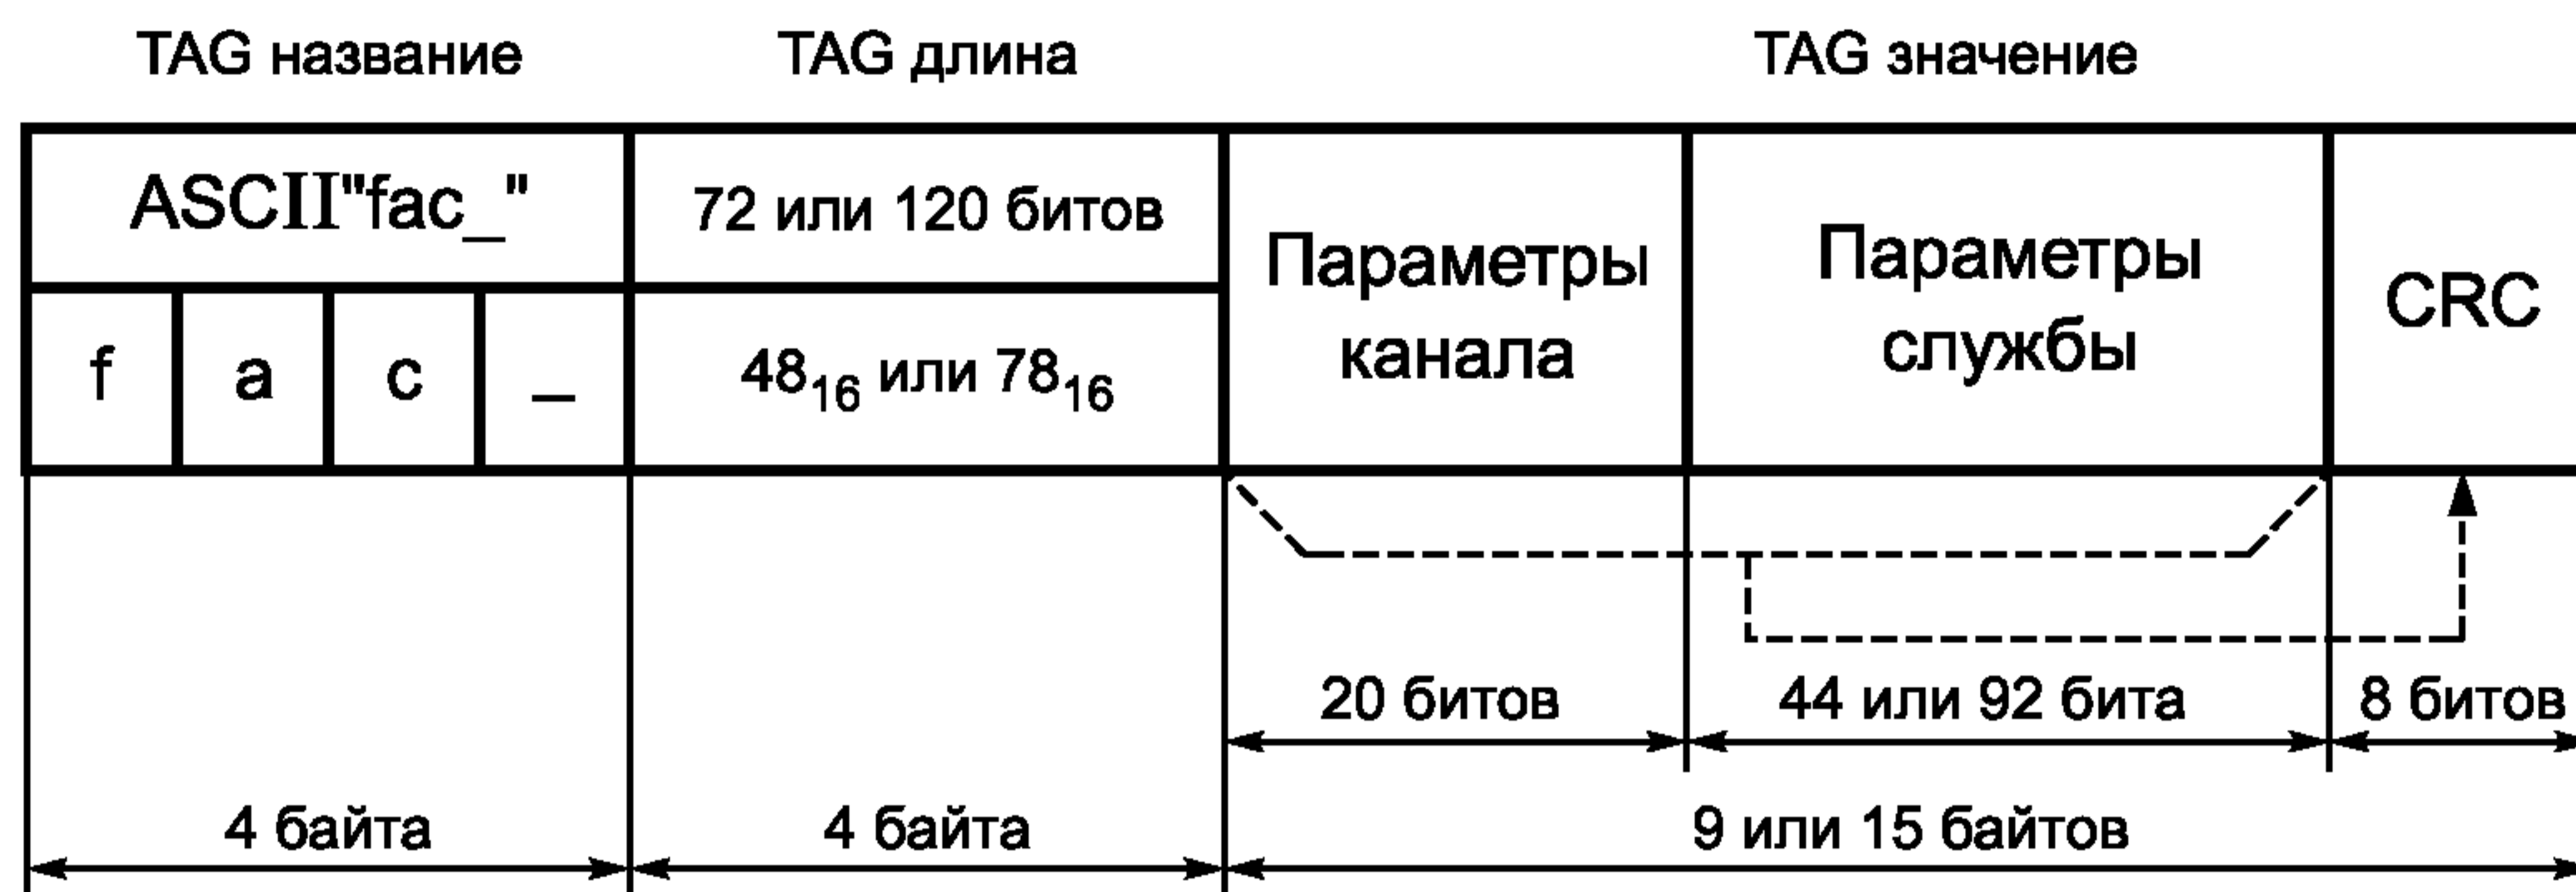 TAG название TAG длина TAG значение
ASCII"fac_" 72 или 120 битов Параметры канала Параметры службы CRC
f a c _ 48₁₆ или 78₁₆
20 битов 44 или 92 бита 8 битов
4 байта 4 байта 9 или 15 байтов